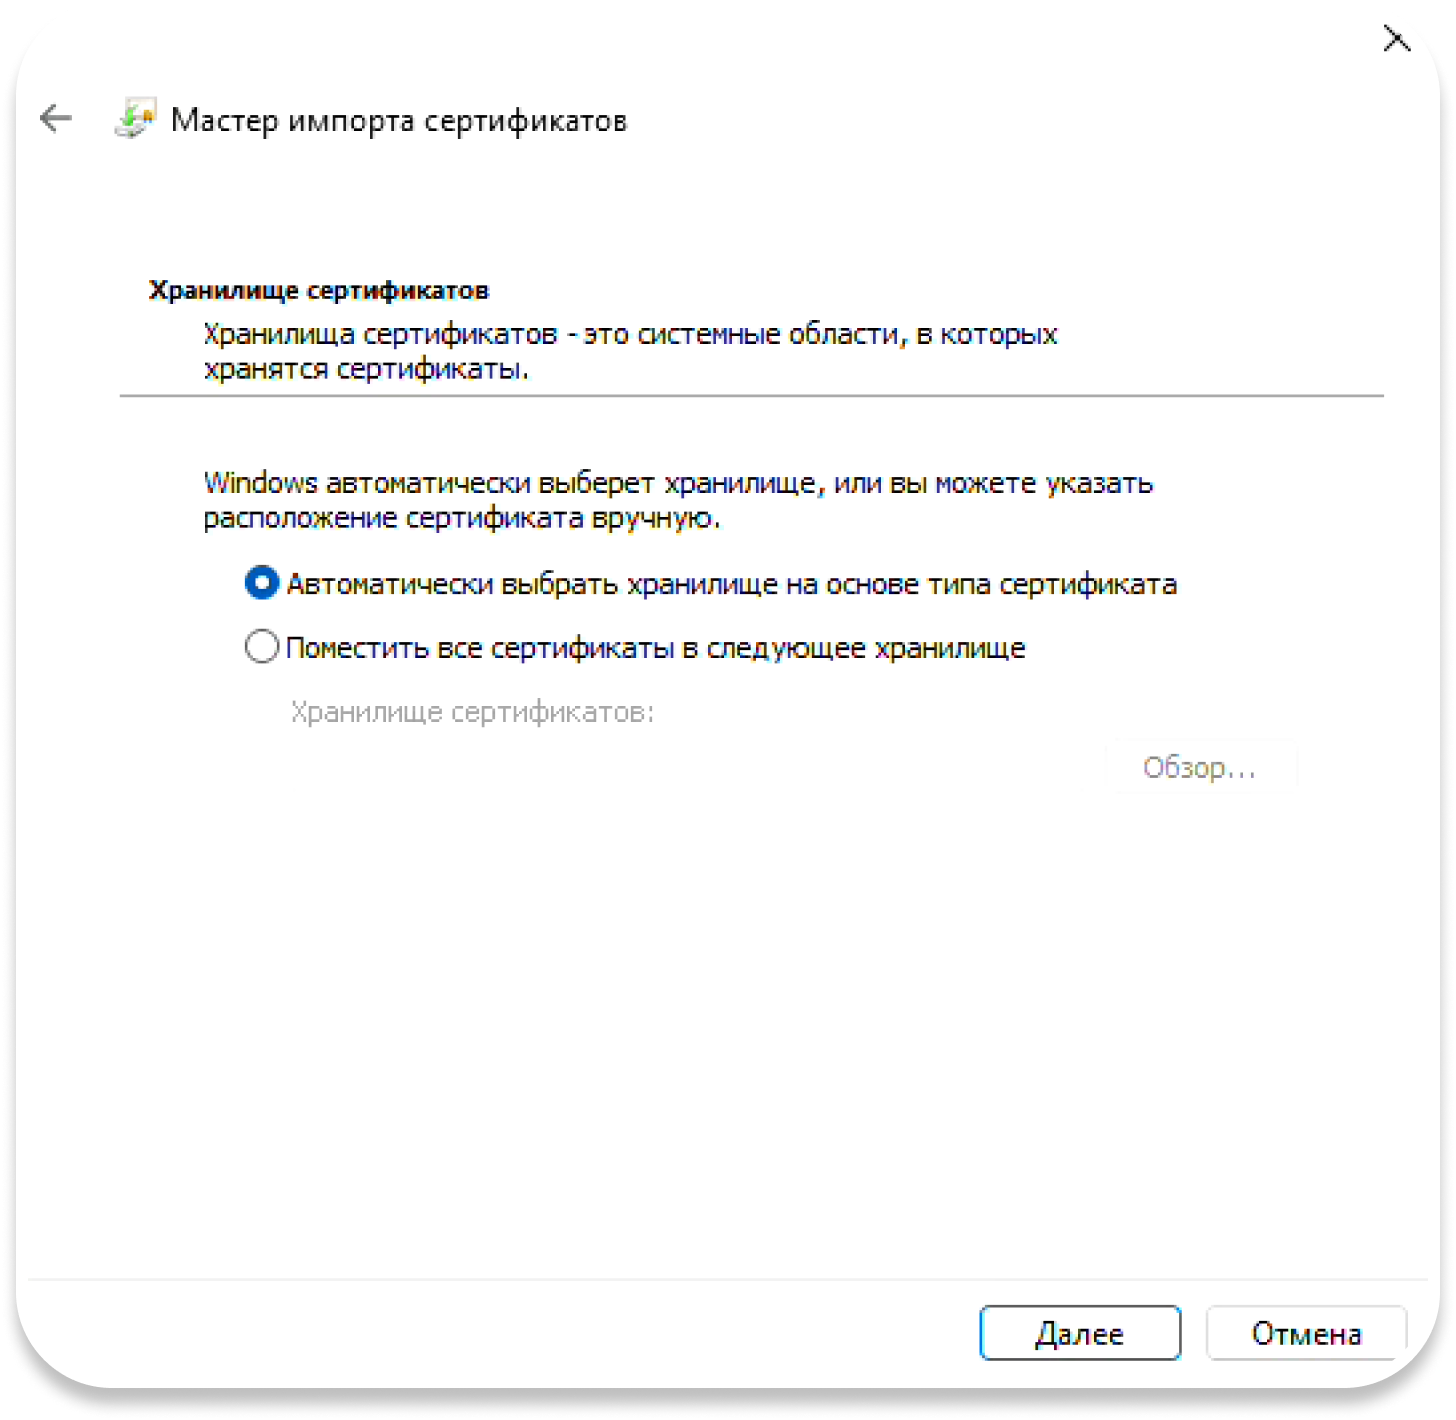 Мастер импорта сертификатов
Хранилище сертификатов
Хранилища сертификатов - это системные области, в которых
хранятся сертификаты.
Windows автоматически выберет хранилище, или вы можете указать
расположение сертификата вручную.
Автоматически выбрать хранилище на основе типа сертификата
Поместить все сертификаты в следующее хранилище
Хранилище сертификатов:
Обзор...
Далее
Отмена